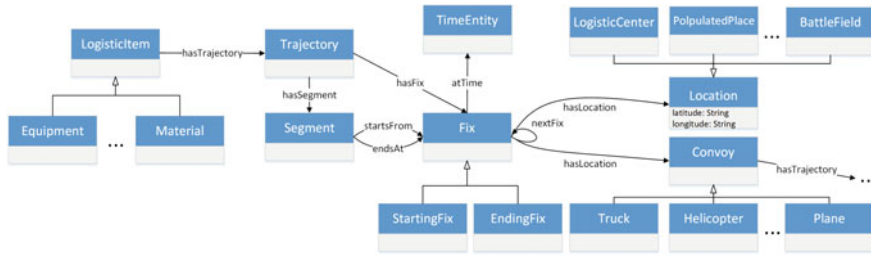 TimeEntity
LogisticCenter
PolpulatedPlace
...
BattleField
LogisticItem
hasTrajectory
Trajectory
hasFix
atTime
hasSegment
hasLocation
Location
latitude: String
longitude: String
Equipment
...
Material
Segment
startsFrom
endsAt
Fix
nextFix
hasLocation
Convoy
hasTrajectory
...
StartingFix
EndingFix
Truck
Helicopter
...
Plane